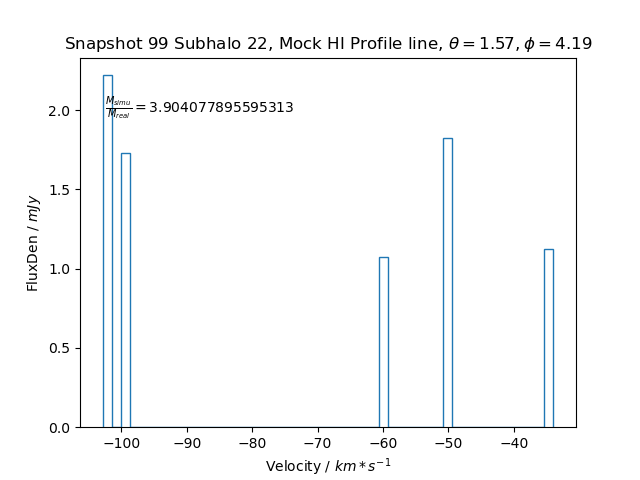 Snapshot 99 Subhalo 22, Mock HI Profile line, θ = 1.57, ϕ = 4.19
M_simu/M_real = 3.904077895595313
FluxDen / mJy
2.0
1.5
1.0
0.5
0.0
−100 −90 −80 −70 −60 −50 −40
Velocity / km * s^−1